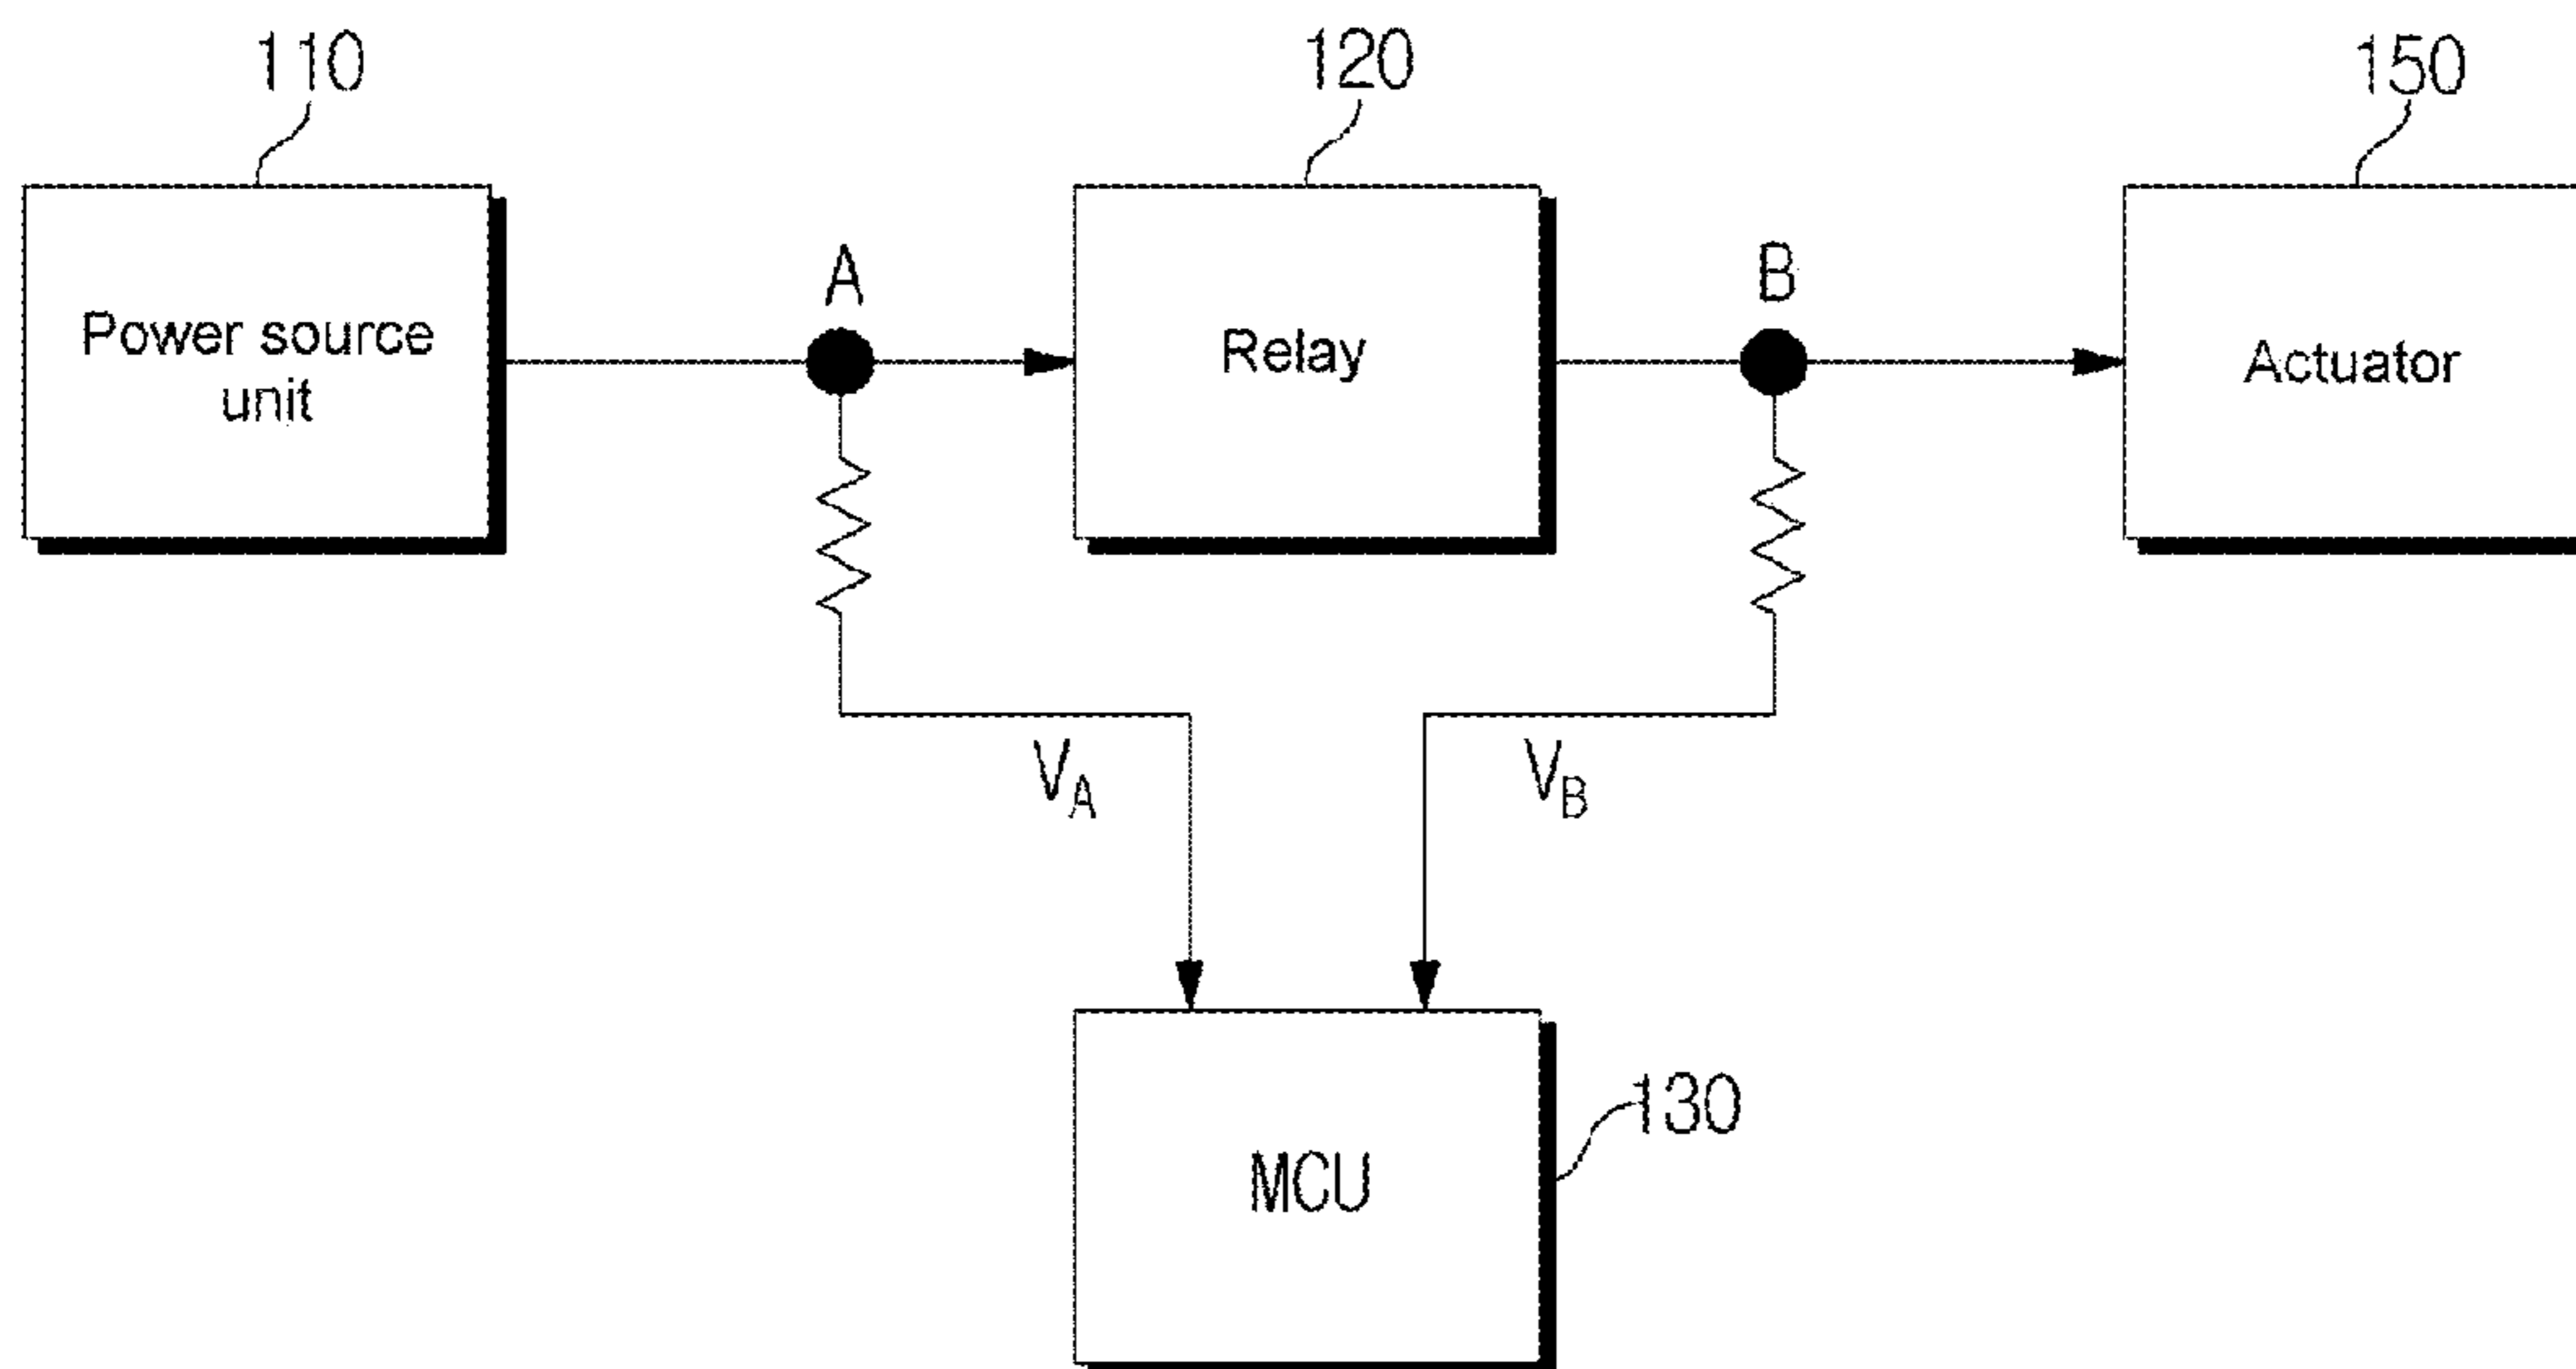 110
120
150
A
B
Power source
unit
Relay
Actuator
VA
VB
130
MCU